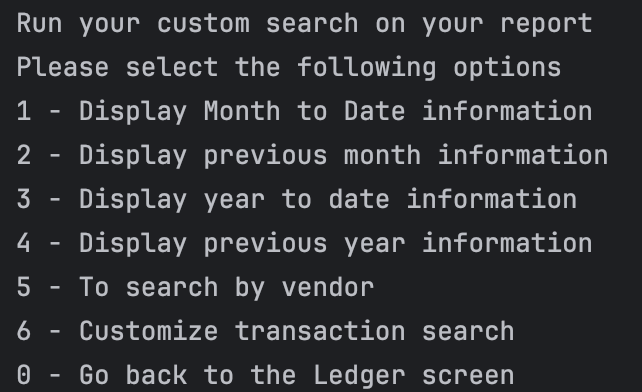 Run your custom search on your report
Please select the following options
1 - Display Month to Date information
2 - Display previous month information
3 - Display year to date information
4 - Display previous year information
5 - To search by vendor
6 - Customize transaction search
0 - Go back to the Ledger screen